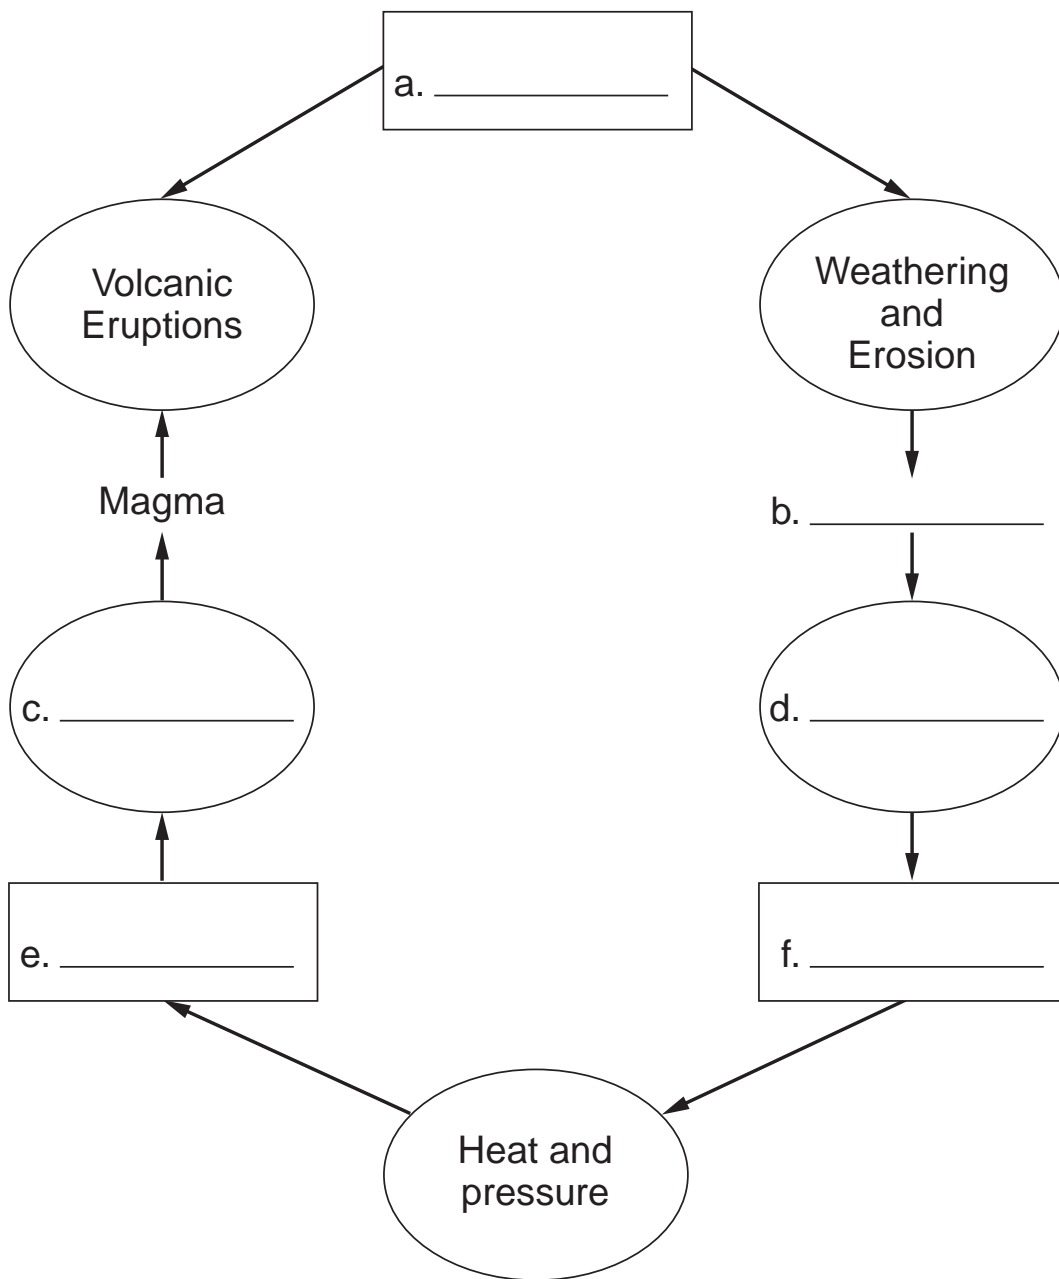 a.
Volcanic
Eruptions
Weathering
and
Erosion
Magma
b.
c.
d.
e.
f.
Heat and
pressure